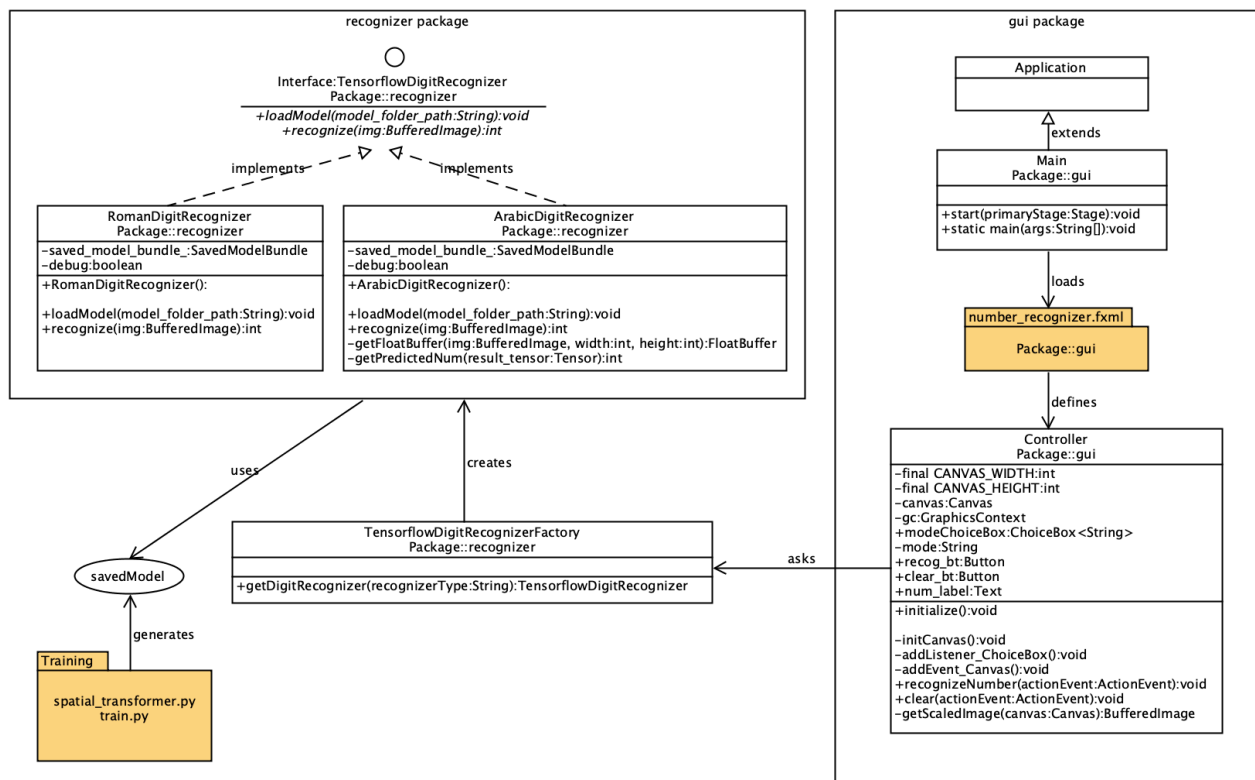 recognizer package
Interface:TensorflowDigitRecognizer
Package::recognizer
+loadModel(model_folder_path:String):void
+recognize(img:BufferedImage):int
implements
implements
RomanDigitRecognizer
Package::recognizer
-saved_model_bundle_:SavedModelBundle
-debug:boolean
+RomanDigitRecognizer():
+loadModel(model_folder_path:String):void
+recognize(img:BufferedImage):int
ArabicDigitRecognizer
Package::recognizer
-saved_model_bundle_:SavedModelBundle
-debug:boolean
+ArabicDigitRecognizer():
+loadModel(model_folder_path:String):void
+recognize(img:BufferedImage):int
-getFloatBuffer(img:BufferedImage, width:int, height:int):FloatBuffer
-getPredictedNum(result_tensor:Tensor):int
uses
creates
TensorflowDigitRecognizerFactory
Package::recognizer
+getDigitRecognizer(recognizerType:String):TensorflowDigitRecognizer
savedModel
generates
Training
spatial_transformer.py
train.py
asks
gui package
Application
extends
Main
Package::gui
+start(primaryStage:Stage):void
+static main(args:String[]):void
loads
number_recognizer.fxml
Package::gui
defines
Controller
Package::gui
-final CANVAS_WIDTH:int
-final CANVAS_HEIGHT:int
-canvas:Canvas
-gc:GraphicsContext
+modeChoiceBox:ChoiceBox<String>
-mode:String
+recog_bt:Button
+clear_bt:Button
+num_label:Text
+initialize():void
-initCanvas():void
-addListener_ChoiceBox():void
-addEvent_Canvas():void
+recognizeNumber(actionEvent:ActionEvent):void
+clear(actionEvent:ActionEvent):void
-getScaledImage(canvas:Canvas):BufferedImage